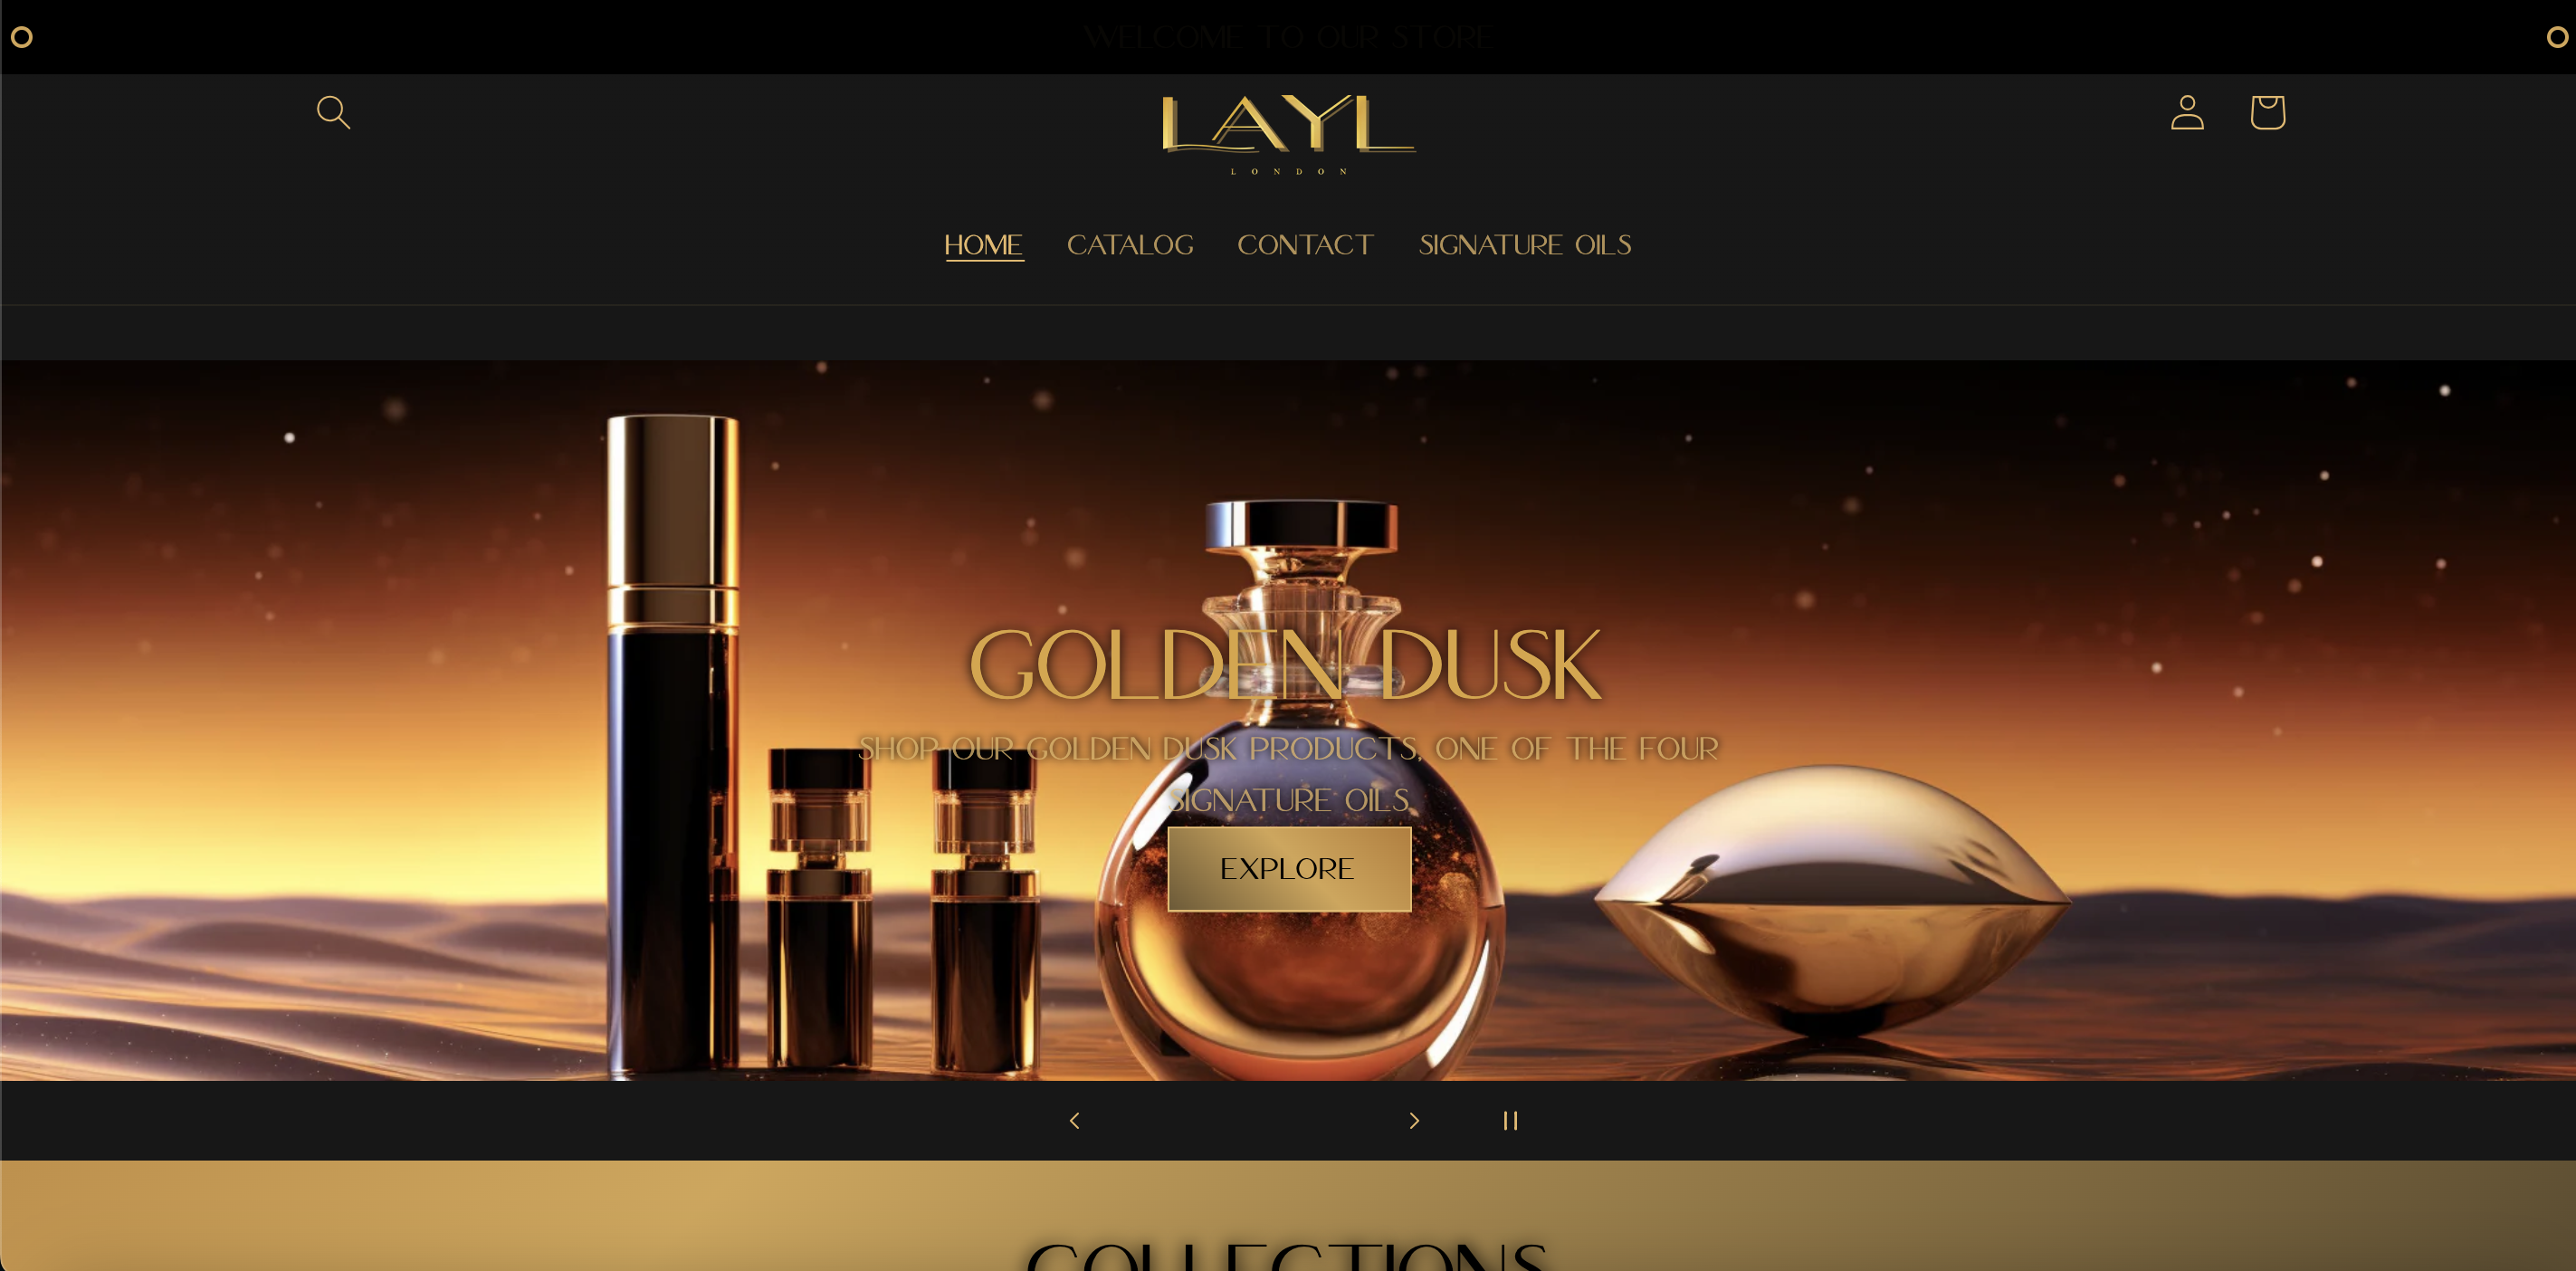 WELCOME TO OUR STORE
LAYL
LONDON
HOME CATALOG CONTACT SIGNATURE OILS
GOLDEN DUSK
SHOP OUR GOLDEN DUSK PRODUCTS, ONE OF THE FOUR
SIGNATURE OILS
EXPLORE
COLLECTIONS